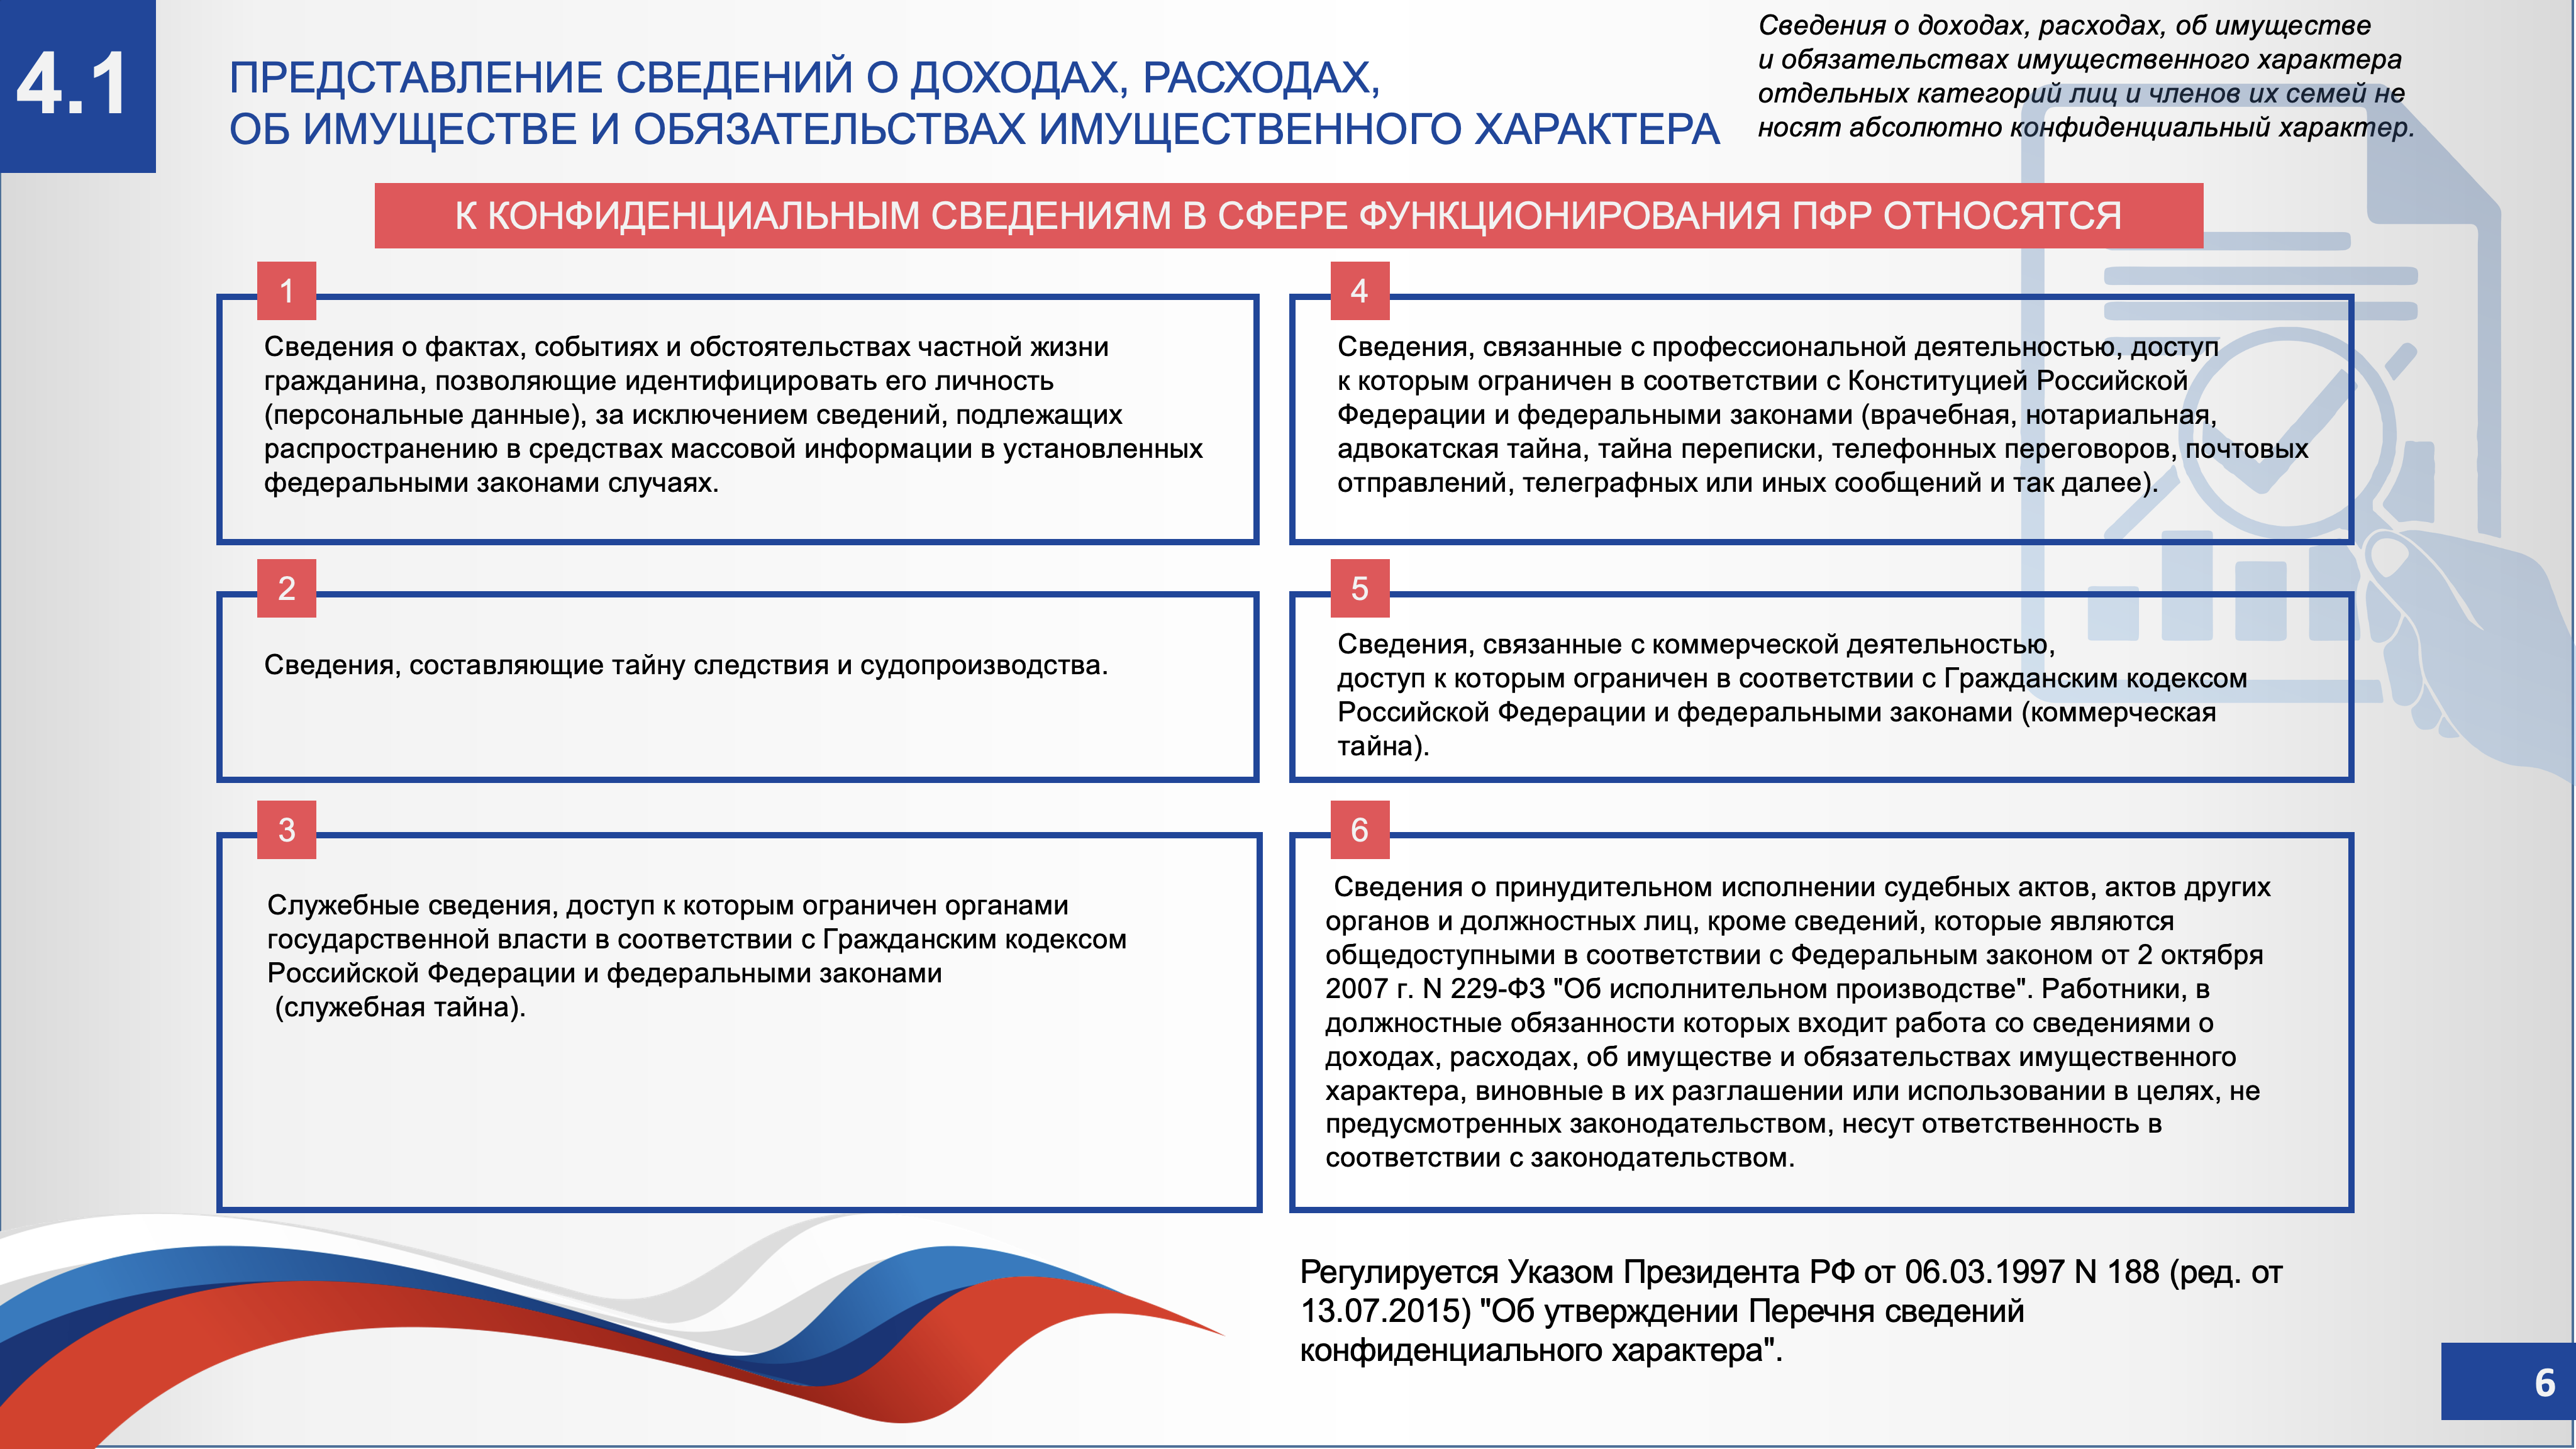 4.1
ПРЕДСТАВЛЕНИЕ СВЕДЕНИЙ О ДОХОДАХ, РАСХОДАХ,
ОБ ИМУЩЕСТВЕ И ОБЯЗАТЕЛЬСТВАХ ИМУЩЕСТВЕННОГО ХАРАКТЕРА
Сведения о доходах, расходах, об имуществе
и обязательствах имущественного характера
отдельных категорий лиц и членов их семей не
носят абсолютно конфиденциальный характер.
К КОНФИДЕНЦИАЛЬНЫМ СВЕДЕНИЯМ В СФЕРЕ ФУНКЦИОНИРОВАНИЯ ПФР ОТНОСЯТСЯ
1
Сведения о фактах, событиях и обстоятельствах частной жизни
гражданина, позволяющие идентифицировать его личность
(персональные данные), за исключением сведений, подлежащих
распространению в средствах массовой информации в установленных
федеральными законами случаях.
2
Сведения, составляющие тайну следствия и судопроизводства.
3
Служебные сведения, доступ к которым ограничен органами
государственной власти в соответствии с Гражданским кодексом
Российской Федерации и федеральными законами
(служебная тайна).
4
Сведения, связанные с профессиональной деятельностью, доступ
к которым ограничен в соответствии с Конституцией Российской
Федерации и федеральными законами (врачебная, нотариальная,
адвокатская тайна, тайна переписки, телефонных переговоров, почтовых
отправлений, телеграфных или иных сообщений и так далее).
5
Сведения, связанные с коммерческой деятельностью,
доступ к которым ограничен в соответствии с Гражданским кодексом
Российской Федерации и федеральными законами (коммерческая
тайна).
6
Сведения о принудительном исполнении судебных актов, актов других
органов и должностных лиц, кроме сведений, которые являются
общедоступными в соответствии с Федеральным законом от 2 октября
2007 г. N 229-ФЗ "Об исполнительном производстве". Работники, в
должностные обязанности которых входит работа со сведениями о
доходах, расходах, об имуществе и обязательствах имущественного
характера, виновные в их разглашении или использовании в целях, не
предусмотренных законодательством, несут ответственность в
соответствии с законодательством.
Регулируется Указом Президента РФ от 06.03.1997 N 188 (ред. от
13.07.2015) "Об утверждении Перечня сведений
конфиденциального характера".
6